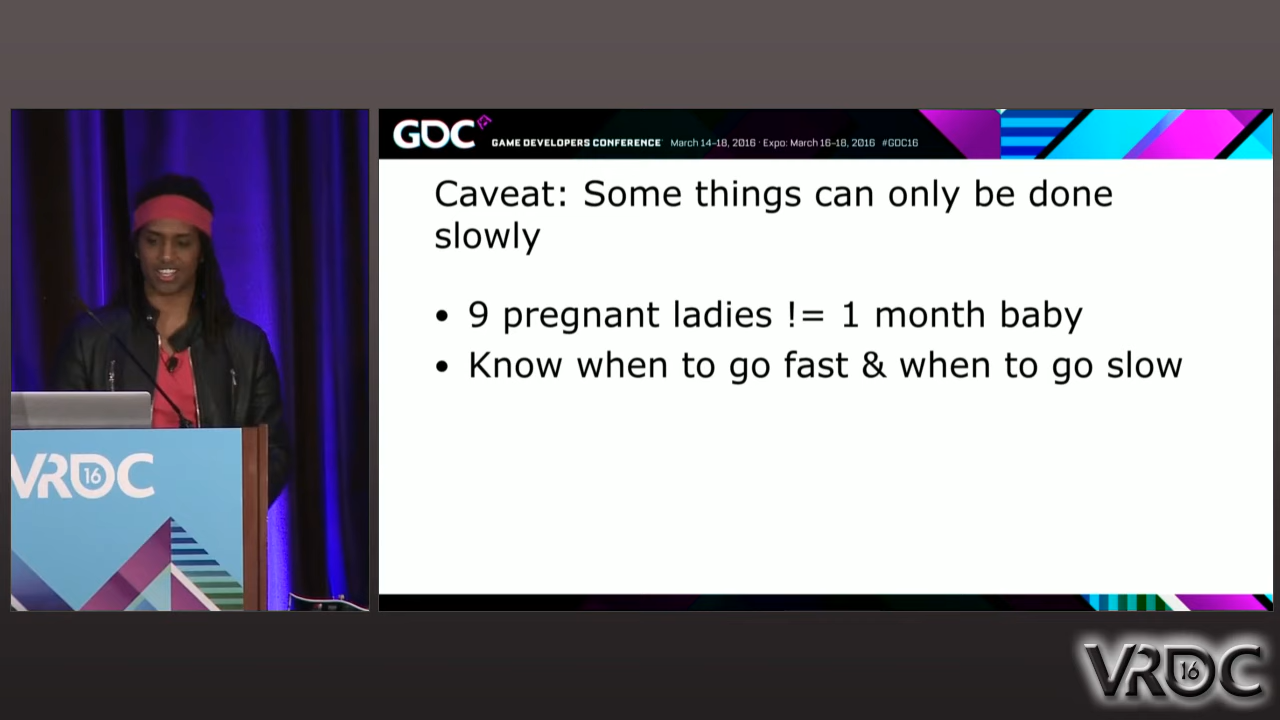 GDC GAME DEVELOPERS CONFERENCE March 14-18, 2016 · Expo: March 16-18, 2016 #GDC16
Caveat: Some things can only be done
slowly
• 9 pregnant ladies != 1 month baby
• Know when to go fast & when to go slow
VRDC 16
VRDC 16